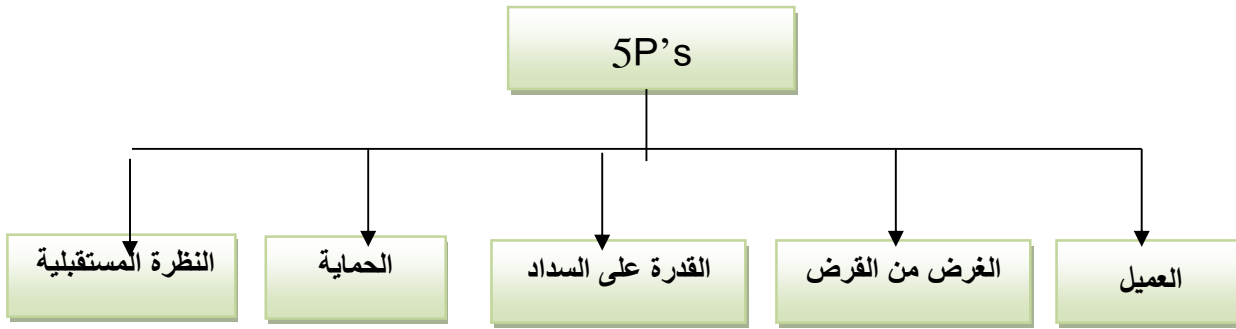 5P’s
العميل
الغرض من القرض
القدرة على السداد
الحماية
النظرة المستقبلية